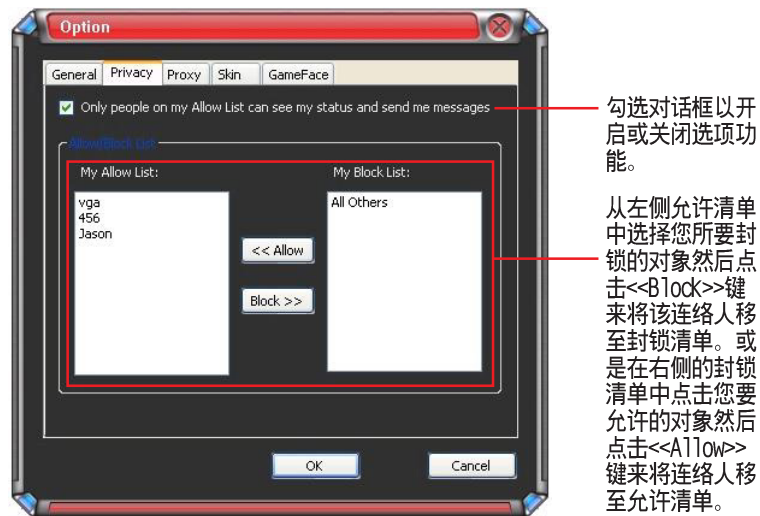 Option
General Privacy Proxy Skin GameFace
Only people on my Allow List can see my status and send me messages
Allow/Block List
My Allow List:
My Block List:
vga
456
Jason
All Others
<< Allow
Block >>
OK
Cancel
勾选对话框以开
启或关闭选项功
能。
从左侧允许清单
中选择您所要封
锁的对象然后点
击<<Block>>键
来将该连络人移
至封锁清单。或
是在右侧的封锁
清单中点击您要
允许的对象然后
点击<<Allow>>
键来将连络人移
至允许清单。